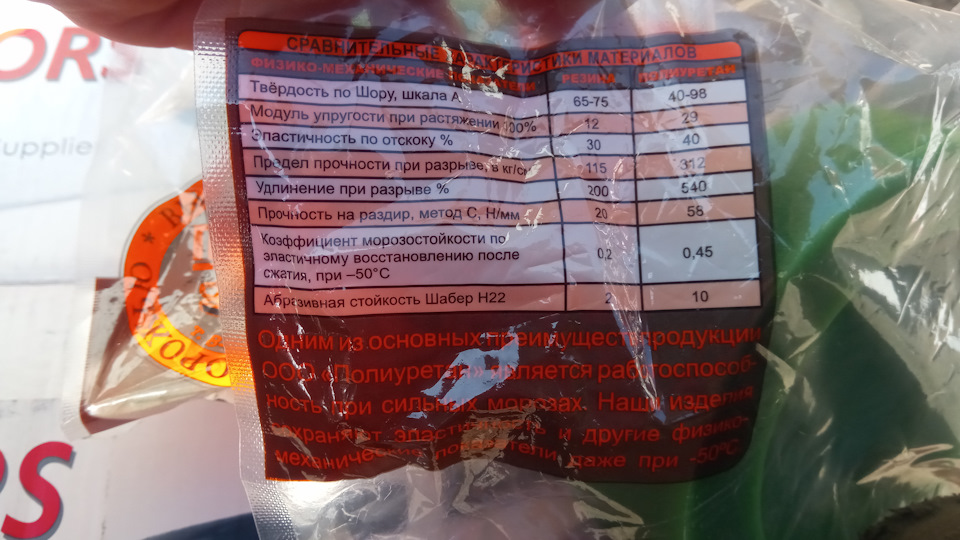 ORS
Supplie
СРАВНИТЕЛЬНЫЕ ХАРАКТЕРИСТИКИ МАТЕРИАЛОВ
ФИЗИКО-МЕХАНИЧЕСКИЕ ПОКАЗАТЕЛИ РЕЗИНА ПОЛИУРЕТАН
Твёрдость по Шору, шкала А 65-75 40-98
Модуль упругости при растяжении 100% 12 29
Эластичность по отскоку % 30 40
Предел прочности при разрыве, в кг/см 115 312
Удлинение при разрыве % 200 540
Прочность на раздир, метод С, Н/мм 20 58
Коэффициент морозостойкости по
эластичному восстановлению после
сжатия, при –50°С 0,2 0,45
Абразивная стойкость Шабер Н22 2 10
Одним из основных преимуществ продукции
ООО «Полиуретан» является работоспособ-
ность при сильных морозах. Наши изделия
сохраняют эластичность и другие физико-
механические показатели даже при -50°С
RS